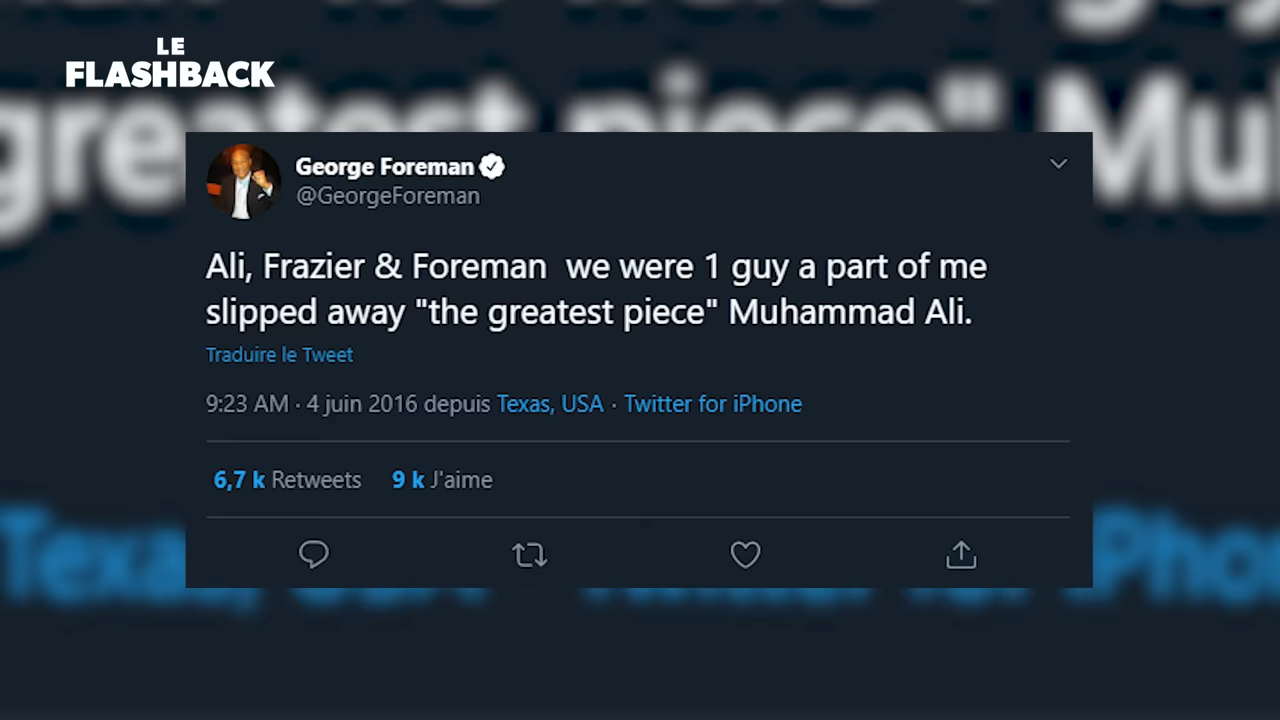 LE
FLASHBACK
George Foreman
@GeorgeForeman
Ali, Frazier & Foreman  we were 1 guy a part of me
slipped away "the greatest piece" Muhammad Ali.
Traduire le Tweet
9:23 AM · 4 juin 2016 depuis Texas, USA · Twitter for iPhone
6,7 k Retweets 9 k J'aime